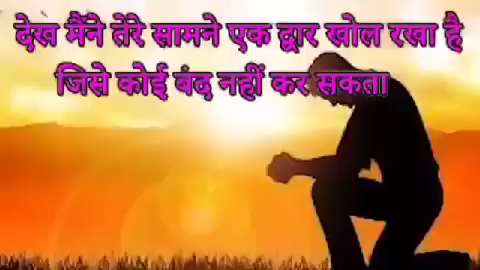 देख मैंने तेरे सामने एक द्वार खोल रखा है
जिसे कोई बंद नहीं कर सकता